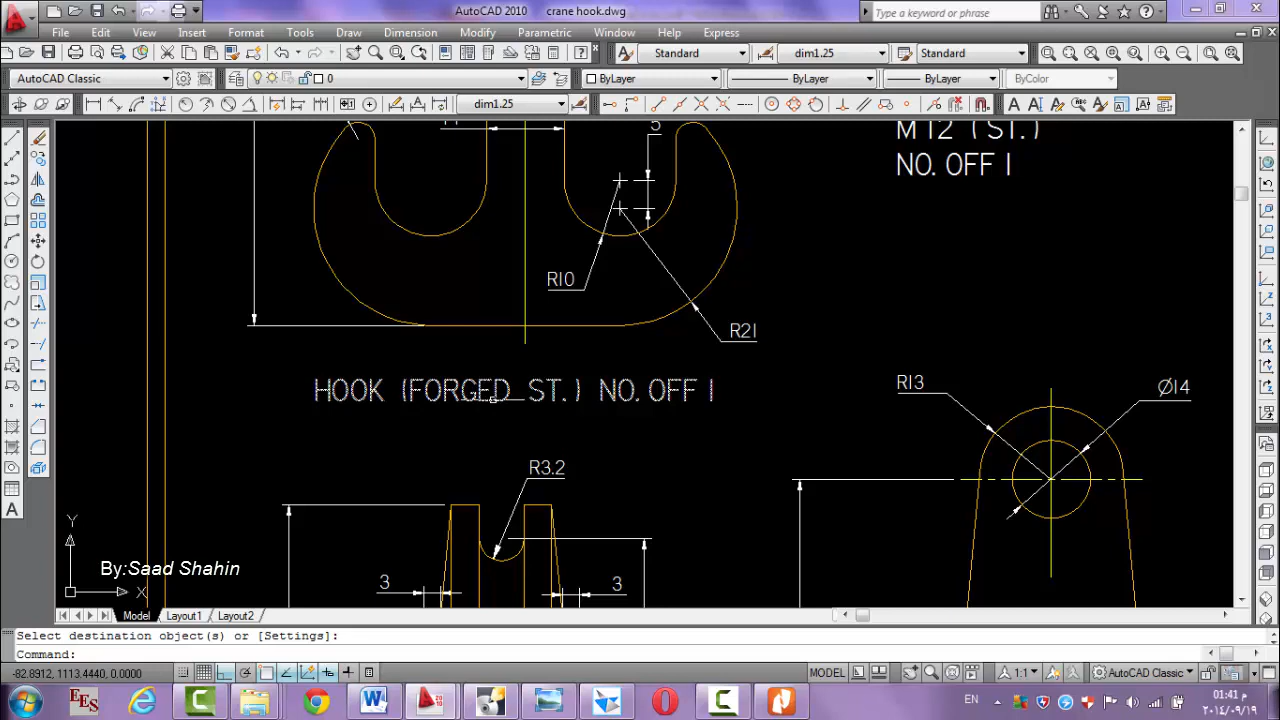 AutoCAD 2010 crane hook.dwg
Type a keyword or phrase
File Edit View Insert Format Tools Draw Dimension Modify Parametric Help Express
Standard dim1.25 Standard
AutoCAD Classic 0 ByLayer ByLayer ByLayer ByColor
dim1.25
5
M12 (ST.)
NO. OFF 1
R10
R21
HOOK (FORGED ST.) NO. OFF 1
R13
Ø14
R3.2
3
3
Y
X
By:Saad Shahin
Model Layout1 Layout2
Select destination object(s) or [Settings]:
Command:
-82.8912, 1113.4440, 0.0000
MODEL 1:1 AutoCAD Classic
EES
EN
01:41 م
٢٠١٤/٠٩/١٩